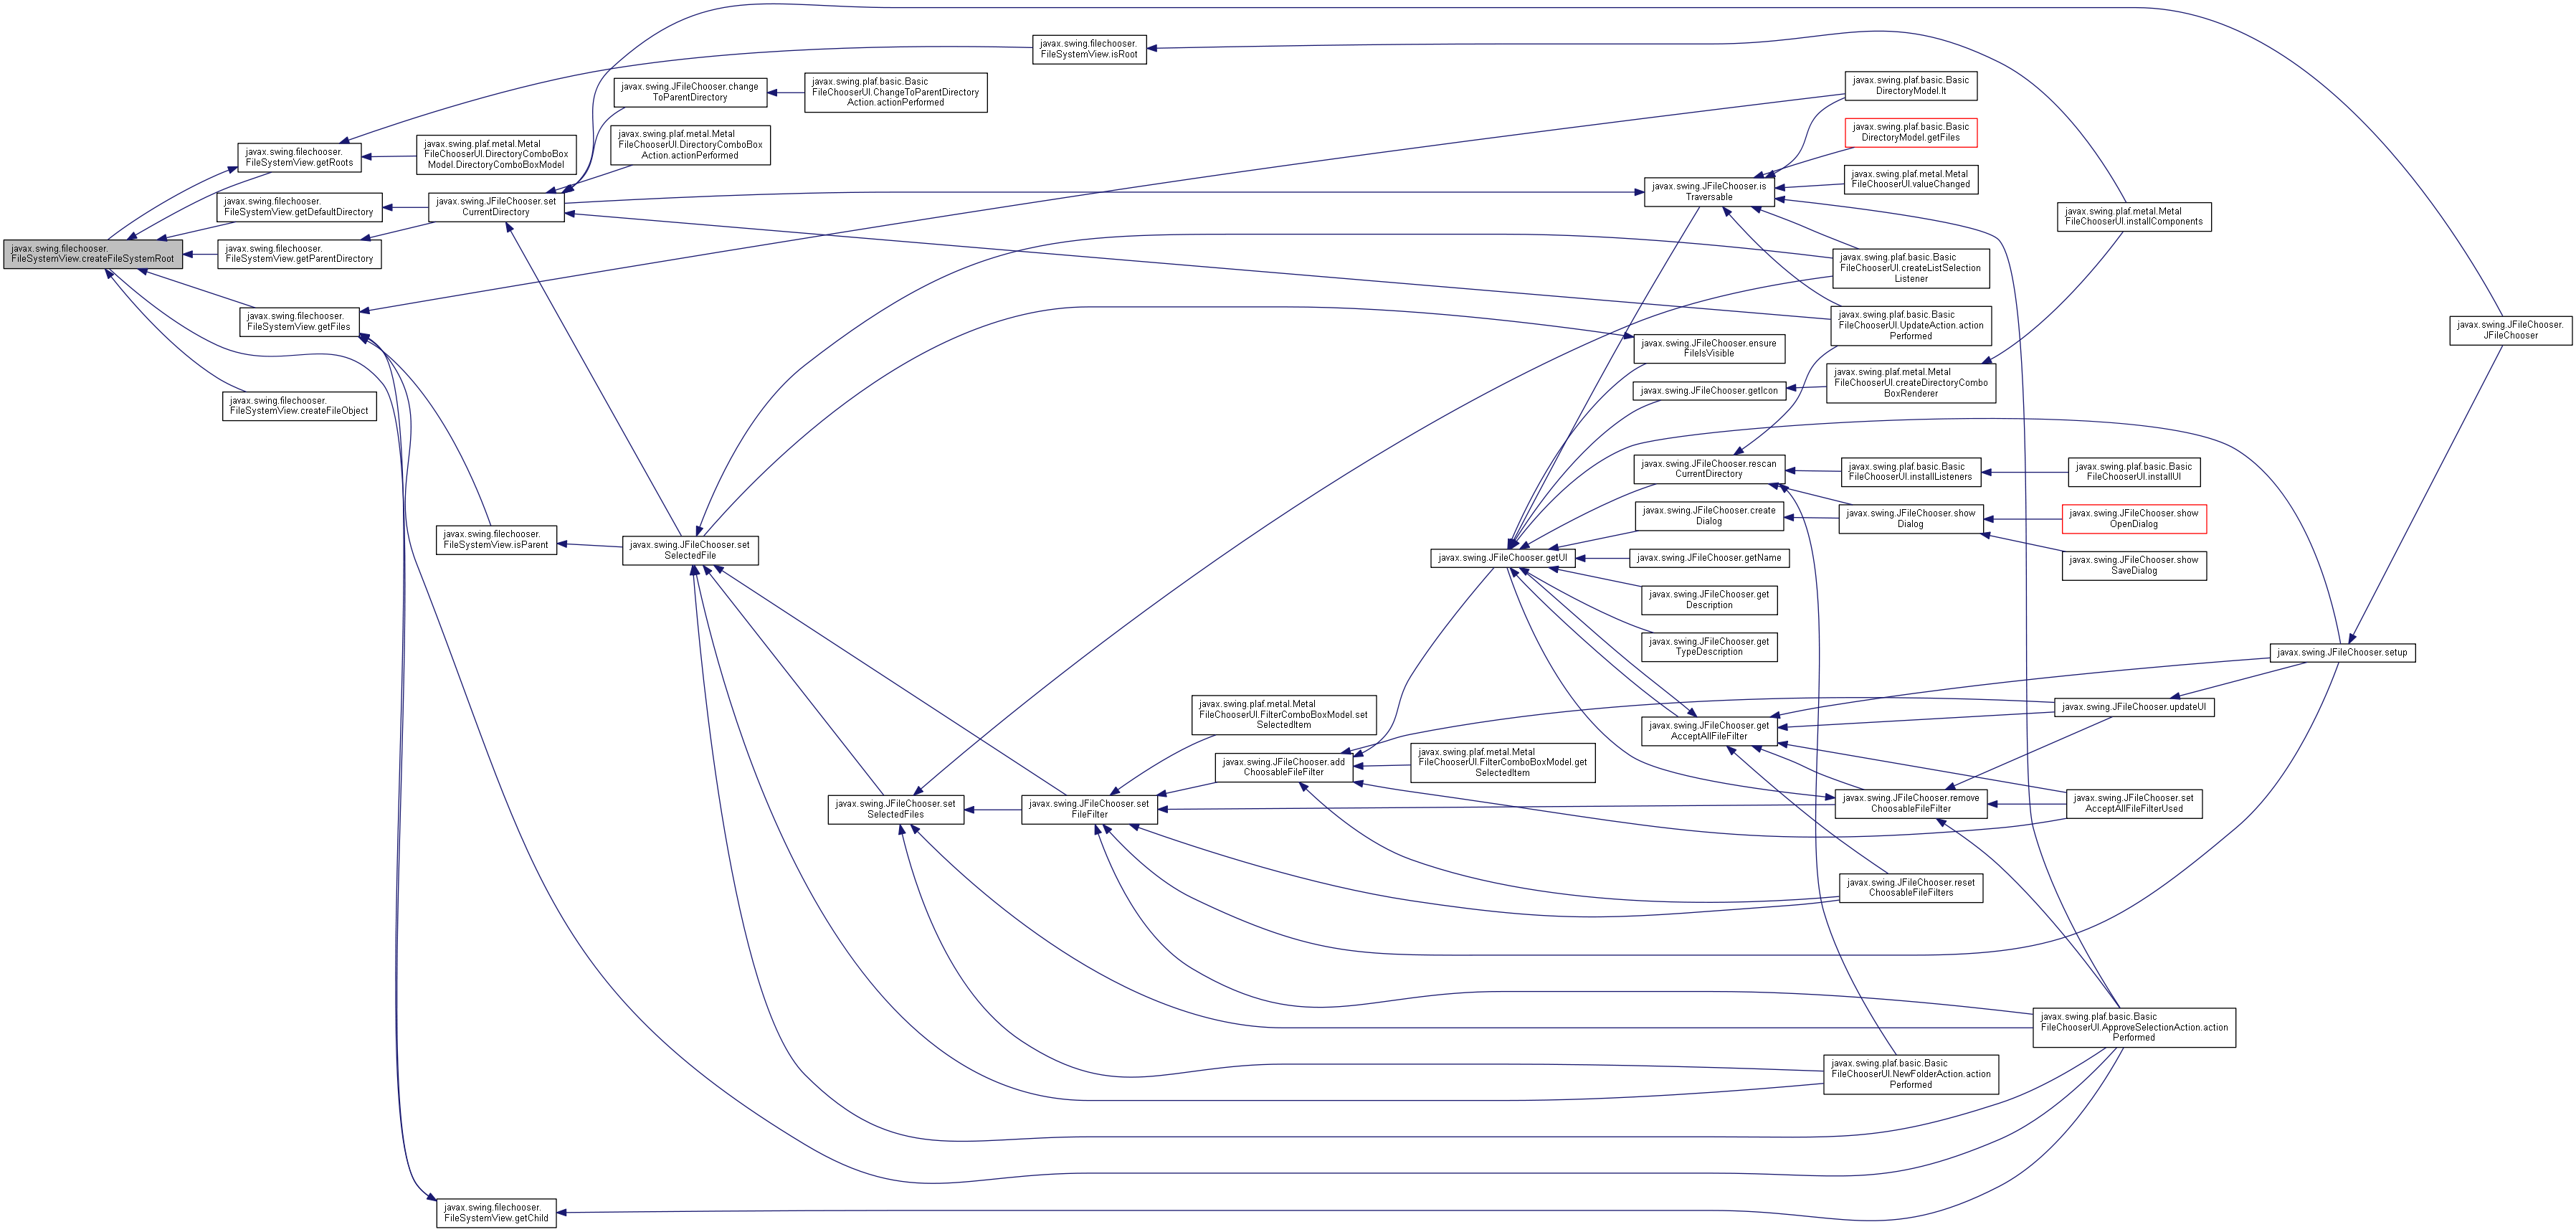 javax.swing.filechooser.
FileSystemView.createFileSystemRoot
javax.swing.filechooser.
FileSystemView.getRoots
javax.swing.filechooser.
FileSystemView.getDefaultDirectory
javax.swing.filechooser.
FileSystemView.getParentDirectory
javax.swing.filechooser.
FileSystemView.getFiles
javax.swing.filechooser.
FileSystemView.createFileObject
javax.swing.plaf.metal.Metal
FileChooserUI.DirectoryComboBox
Model.DirectoryComboBoxModel
javax.swing.JFileChooser.set
CurrentDirectory
javax.swing.filechooser.
FileSystemView.isParent
javax.swing.filechooser.
FileSystemView.getChild
javax.swing.JFileChooser.change
ToParentDirectory
javax.swing.plaf.metal.Metal
FileChooserUI.DirectoryComboBox
Action.actionPerformed
javax.swing.JFileChooser.set
SelectedFile
javax.swing.plaf.basic.Basic
FileChooserUI.ChangeToParentDirectory
Action.actionPerformed
javax.swing.JFileChooser.set
SelectedFiles
javax.swing.filechooser.
FileSystemView.isRoot
javax.swing.JFileChooser.set
FileFilter
javax.swing.plaf.metal.Metal
FileChooserUI.FilterComboBoxModel.set
SelectedItem
javax.swing.JFileChooser.add
ChoosableFileFilter
javax.swing.JFileChooser.getUI
javax.swing.plaf.metal.Metal
FileChooserUI.FilterComboBoxModel.get
SelectedItem
javax.swing.JFileChooser.is
Traversable
javax.swing.JFileChooser.ensure
FileIsVisible
javax.swing.JFileChooser.getIcon
javax.swing.JFileChooser.rescan
CurrentDirectory
javax.swing.JFileChooser.create
Dialog
javax.swing.JFileChooser.getName
javax.swing.JFileChooser.get
Description
javax.swing.JFileChooser.get
TypeDescription
javax.swing.JFileChooser.get
AcceptAllFileFilter
javax.swing.plaf.basic.Basic
DirectoryModel.lt
javax.swing.plaf.basic.Basic
DirectoryModel.getFiles
javax.swing.plaf.metal.Metal
FileChooserUI.valueChanged
javax.swing.plaf.basic.Basic
FileChooserUI.createListSelection
Listener
javax.swing.plaf.basic.Basic
FileChooserUI.UpdateAction.action
Performed
javax.swing.plaf.metal.Metal
FileChooserUI.createDirectoryCombo
BoxRenderer
javax.swing.plaf.basic.Basic
FileChooserUI.installListeners
javax.swing.JFileChooser.show
Dialog
javax.swing.JFileChooser.remove
ChoosableFileFilter
javax.swing.JFileChooser.reset
ChoosableFileFilters
javax.swing.plaf.basic.Basic
FileChooserUI.NewFolderAction.action
Performed
javax.swing.plaf.metal.Metal
FileChooserUI.installComponents
javax.swing.plaf.basic.Basic
FileChooserUI.installUI
javax.swing.JFileChooser.show
OpenDialog
javax.swing.JFileChooser.show
SaveDialog
javax.swing.JFileChooser.updateUI
javax.swing.JFileChooser.set
AcceptAllFileFilterUsed
javax.swing.plaf.basic.Basic
FileChooserUI.ApproveSelectionAction.action
Performed
javax.swing.JFileChooser.setup
javax.swing.JFileChooser.
JFileChooser